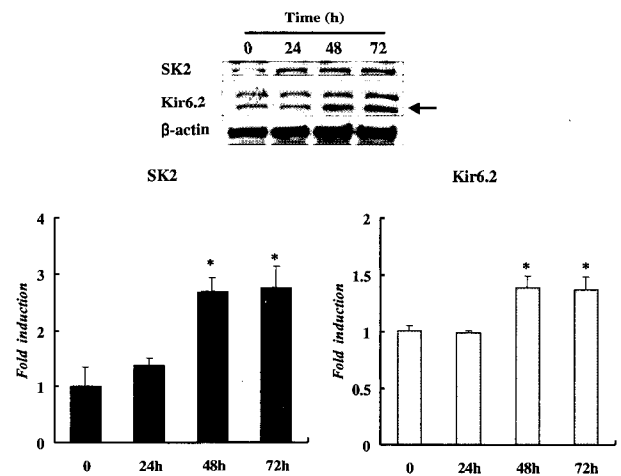 Time (h)
0 24 48 72
SK2
Kir6.2
β-actin
SK2
Kir6.2
Fold induction
4
3
2
1
0
*
*
0 24h 48h 72h
Fold induction
2
1.5
1
0.5
0
*
*
0 24h 48h 72h